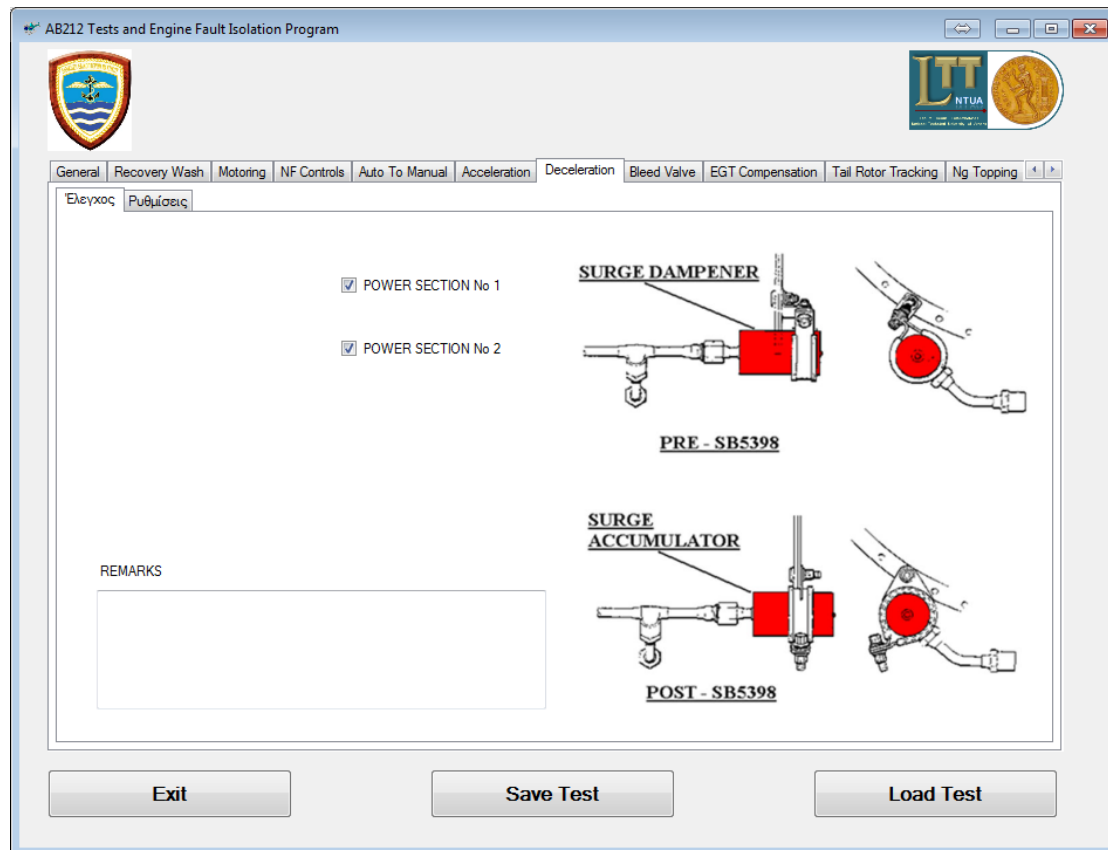 AB212 Tests and Engine Fault Isolation Program
LTT
NTUA
General Recovery Wash Motoring NF Controls Auto To Manual Acceleration Deceleration Bleed Valve EGT Compensation Tail Rotor Tracking Ng Topping
Έλεγχος Ρυθμίσεις
POWER SECTION No 1
POWER SECTION No 2
SURGE DAMPENER
PRE - SB5398
SURGE
ACCUMULATOR
POST - SB5398
REMARKS
Exit Save Test Load Test